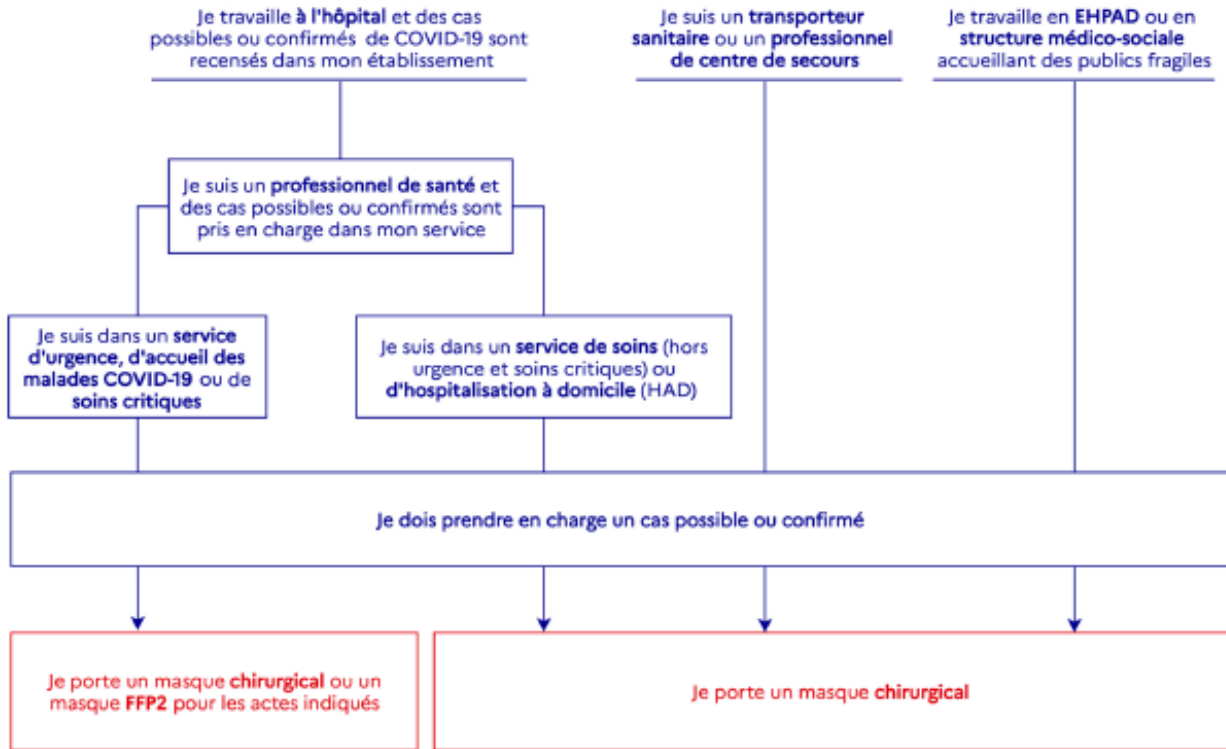 Je travaille à l'hôpital et des cas
possibles ou confirmés de COVID-19 sont
recensés dans mon établissement
Je suis un transporteur
sanitaire ou un professionnel
de centre de secours
Je travaille en EHPAD ou en
structure médico-sociale
accueillant des publics fragiles
Je suis un professionnel de santé et
des cas possibles ou confirmés sont
pris en charge dans mon service
Je suis dans un service
d'urgence, d'accueil des
malades COVID-19 ou de
soins critiques
Je suis dans un service de soins (hors
urgence et soins critiques) ou
d'hospitalisation à domicile (HAD)
Je dois prendre en charge un cas possible ou confirmé
Je porte un masque chirurgical ou un
masque FFP2 pour les actes indiqués
Je porte un masque chirurgical